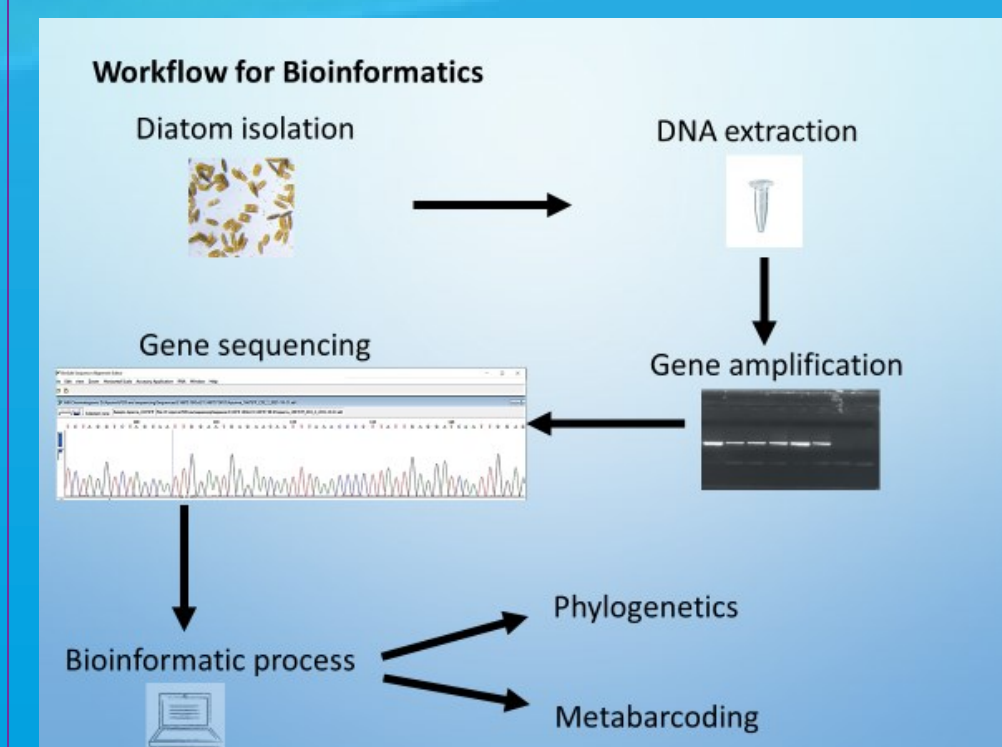 Workflow for Bioinformatics
Diatom isolation
DNA extraction
Gene sequencing
Gene amplification
Bioinformatic process
Phylogenetics
Metabarcoding